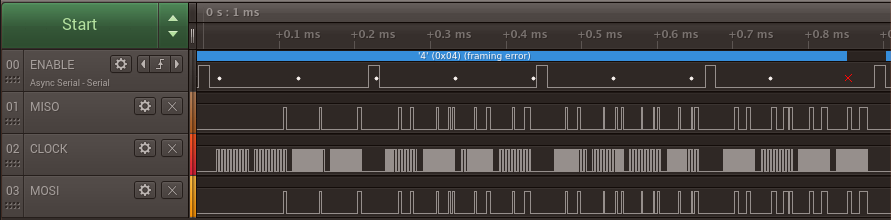 Start
0 s : 1 ms
+0.1 ms +0.2 ms +0.3 ms +0.4 ms +0.5 ms +0.6 ms +0.7 ms +0.8 ms
'4' (0x04) (framing error)
00 ENABLE
Async Serial - Serial
01 MISO
02 CLOCK
03 MOSI